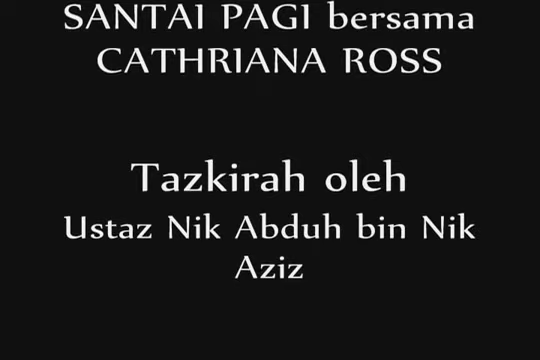 SANTAI PAGI bersama
CATHRIANA ROSS
Tazkirah oleh
Ustaz Nik Abduh bin Nik
Aziz